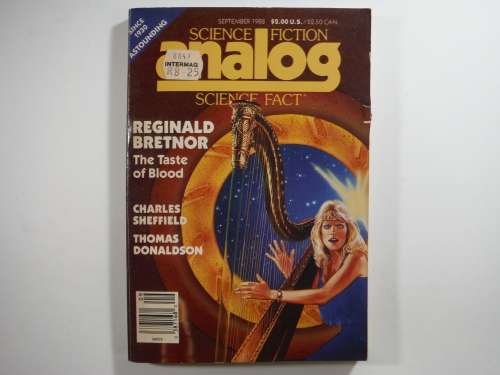 SINCE
1930
ASTOUNDING
SEPTEMBER 1988 $2.00 U.S./$2.50 CAN.
SCIENCE FICTION
analog
INTERMAG
SCIENCE FACT
REGINALD
BRETNOR
The Taste
of Blood
CHARLES
SHEFFIELD
THOMAS
DONALDSON
09